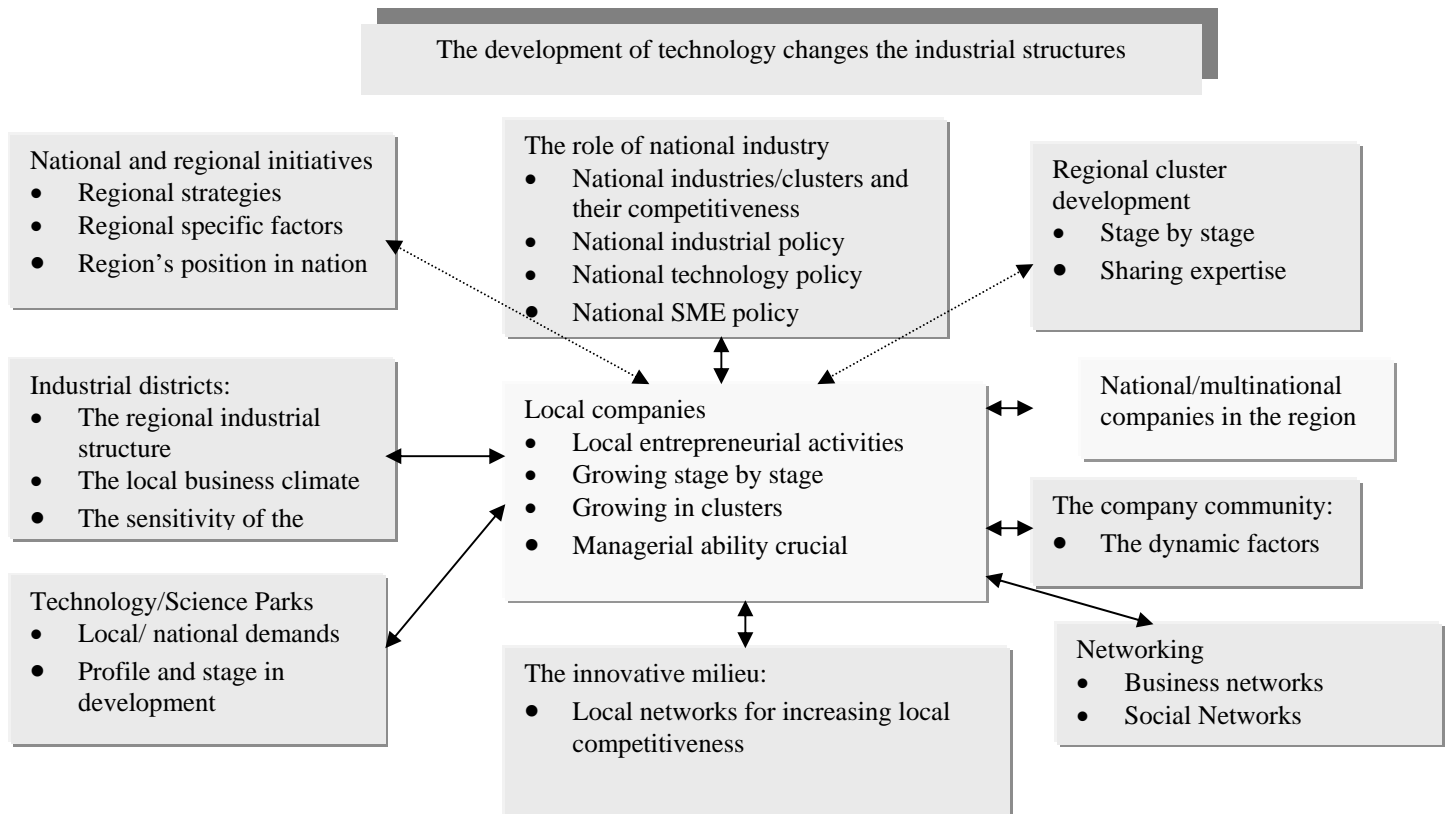 The development of technology changes the industrial structures
National and regional initiatives
• Regional strategies
• Regional specific factors
• Region's position in nation
The role of national industry
• National industries/clusters and
their competitiveness
• National industrial policy
• National technology policy
• National SME policy
Regional cluster
development
• Stage by stage
• Sharing expertise
Industrial districts:
• The regional industrial
structure
• The local business climate
• The sensitivity of the
Local companies
• Local entrepreneurial activities
• Growing stage by stage
• Growing in clusters
• Managerial ability crucial
National/multinational
companies in the region
The company community:
• The dynamic factors
Technology/Science Parks
• Local/ national demands
• Profile and stage in
development
The innovative milieu:
• Local networks for increasing local
competitiveness
Networking
• Business networks
• Social Networks